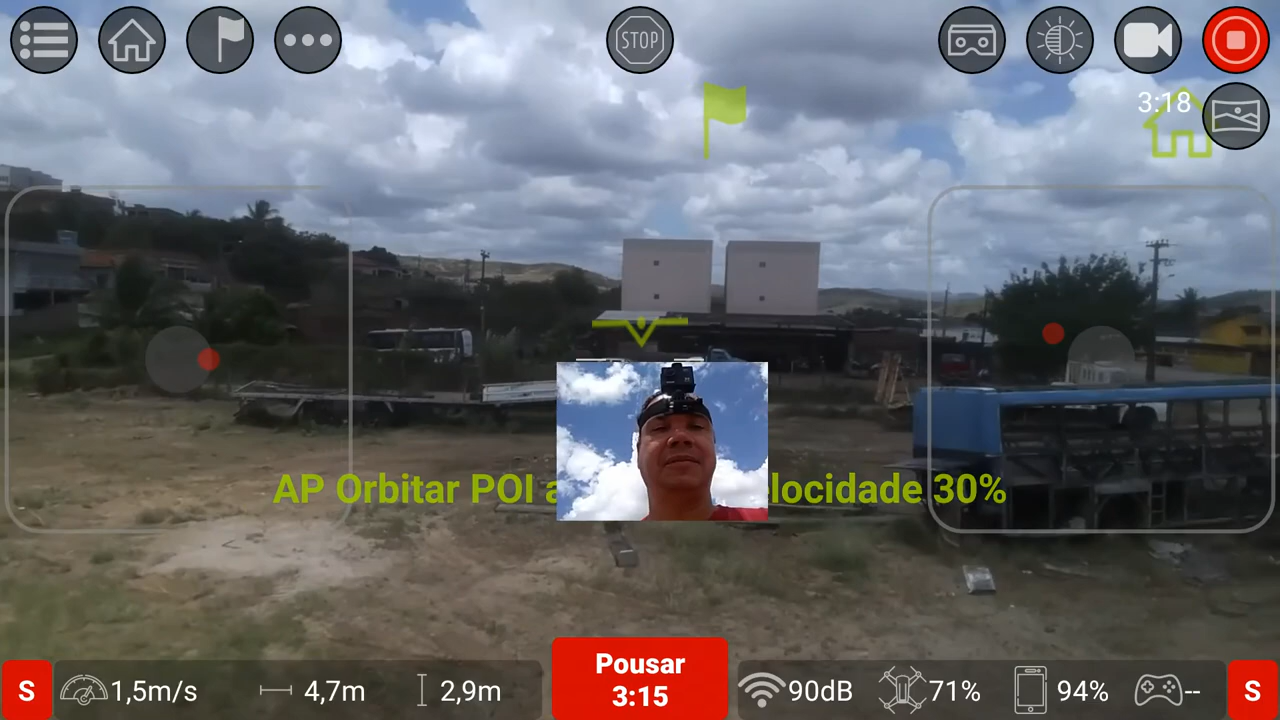 STOP
3:18
AP Orbitar POI a
locidade 30%
Pousar
3:15
S
1,5m/s
4,7m
2,9m
90dB
71%
94%
--
S